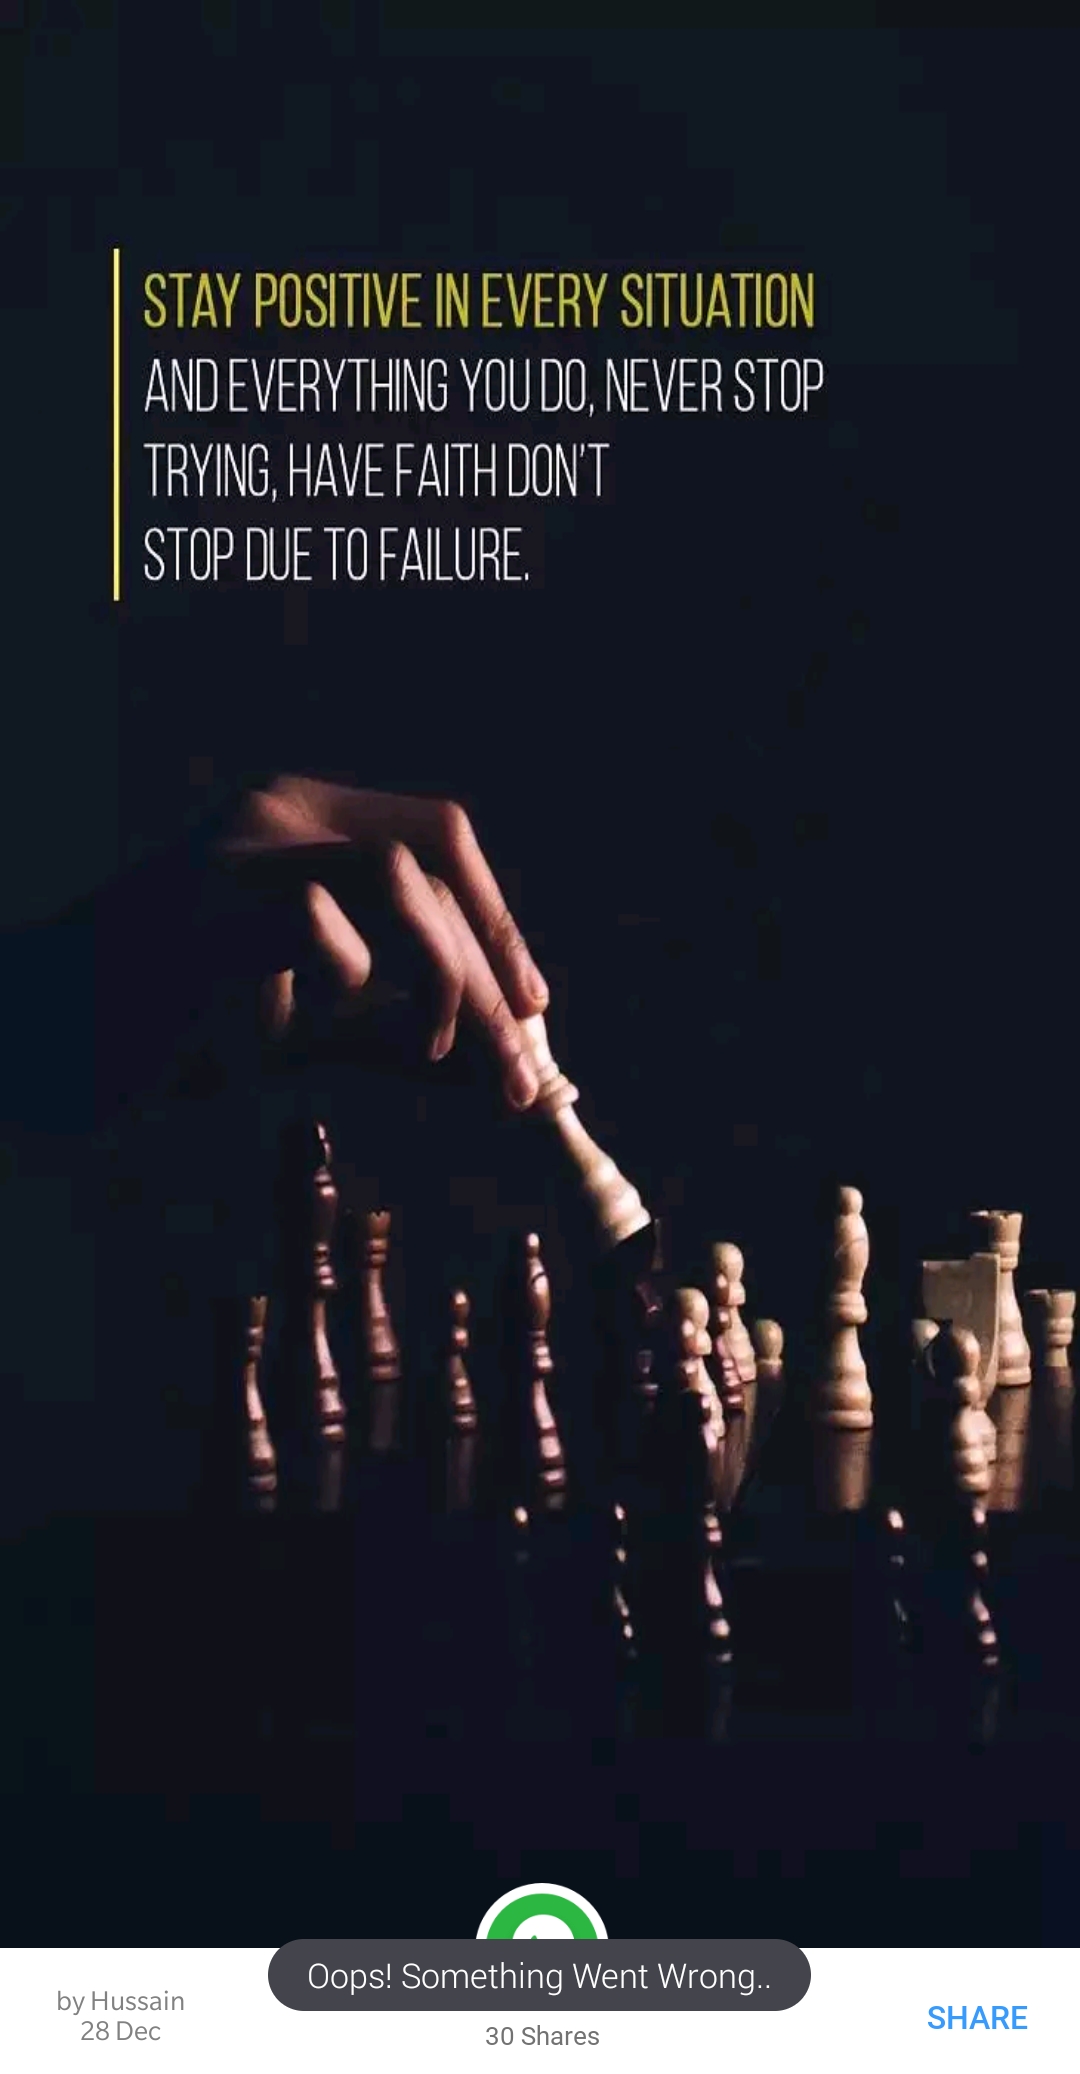 STAY POSITIVE IN EVERY SITUATION
AND EVERYTHING YOU DO, NEVER STOP
TRYING, HAVE FAITH DON'T
STOP DUE TO FAILURE.
Oops! Something Went Wrong..
by Hussain
28 Dec
30 Shares
SHARE